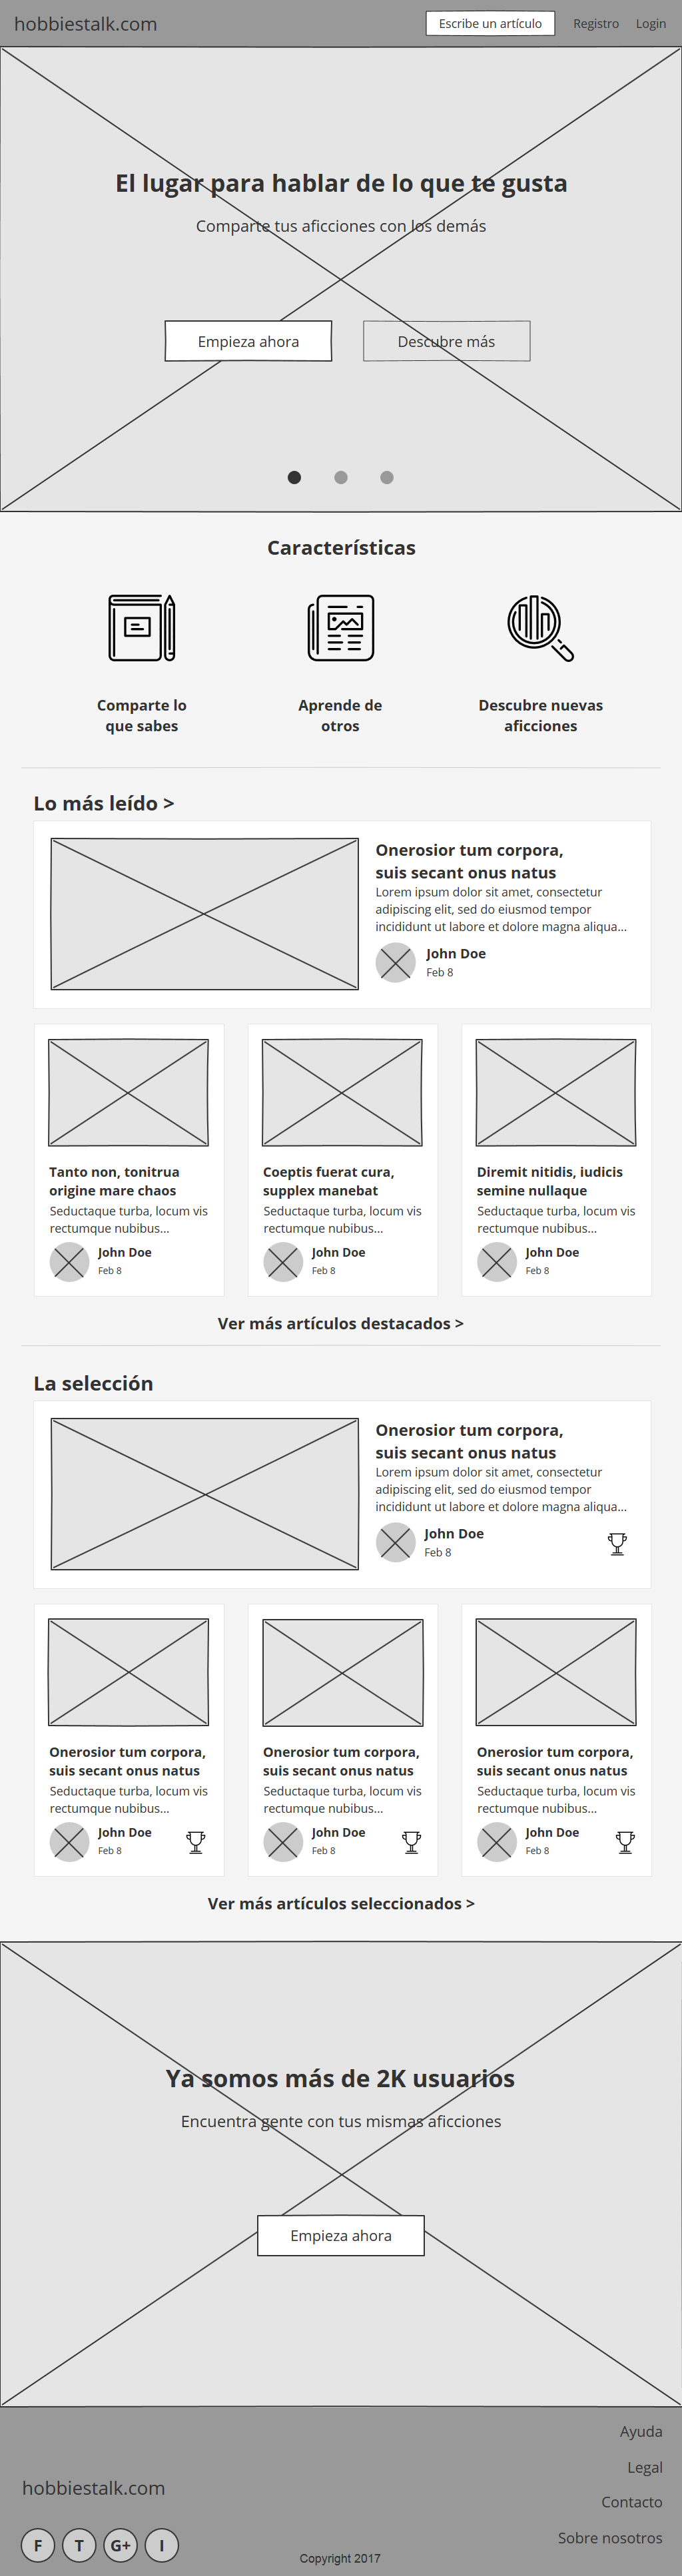 hobbiestalk.com
Escribe un artículo
Registro
Login
El lugar para hablar de lo que te gusta
Comparte tus aficciones con los demás
Empieza ahora
Descubre más
Características
Comparte lo
que sabes
Aprende de
otros
Descubre nuevas
aficciones
Lo más leído >
Onerosior tum corpora,
suis secant onus natus
Lorem ipsum dolor sit amet, consectetur
adipiscing elit, sed do eiusmod tempor
incididunt ut labore et dolore magna aliqua...
John Doe
Feb 8
Tanto non, tonitrua
origine mare chaos
Seductaque turba, locum vis
rectumque nubibus...
John Doe
Feb 8
Coeptis fuerat cura,
supplex manebat
Seductaque turba, locum vis
rectumque nubibus...
John Doe
Feb 8
Diremit nitidis, iudicis
semine nullaque
Seductaque turba, locum vis
rectumque nubibus...
John Doe
Feb 8
Ver más artículos destacados >
La selección
Onerosior tum corpora,
suis secant onus natus
Lorem ipsum dolor sit amet, consectetur
adipiscing elit, sed do eiusmod tempor
incididunt ut labore et dolore magna aliqua...
John Doe
Feb 8
Onerosior tum corpora,
suis secant onus natus
Seductaque turba, locum vis
rectumque nubibus...
John Doe
Feb 8
Onerosior tum corpora,
suis secant onus natus
Seductaque turba, locum vis
rectumque nubibus...
John Doe
Feb 8
Onerosior tum corpora,
suis secant onus natus
Seductaque turba, locum vis
rectumque nubibus...
John Doe
Feb 8
Ver más artículos seleccionados >
Ya somos más de 2K usuarios
Encuentra gente con tus mismas aficciones
Empieza ahora
hobbiestalk.com
F
T
G+
I
Copyright 2017
Ayuda
Legal
Contacto
Sobre nosotros